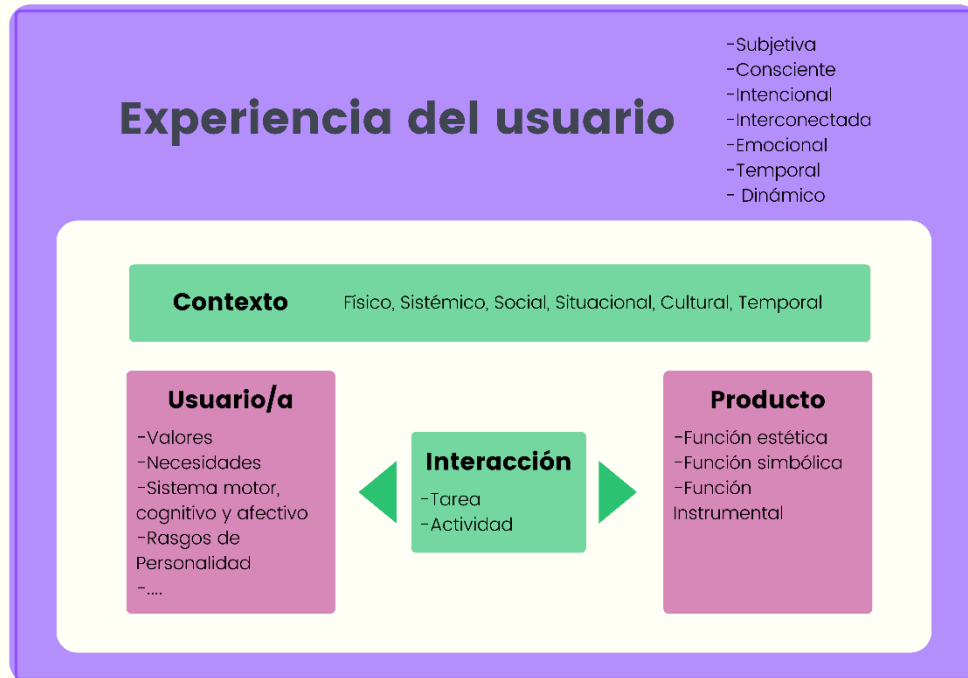 Experiencia del usuario
-Subjetiva
-Consciente
-Intencional
-Interconectada
-Emocional
-Temporal
- Dinámico
Contexto
Físico, Sistémico, Social, Situacional, Cultural, Temporal
Usuario/a
-Valores
-Necesidades
-Sistema motor,
cognitivo y afectivo
-Rasgos de
Personalidad
-....
Interacción
-Tarea
-Actividad
Producto
-Función estética
-Función simbólica
-Función
Instrumental